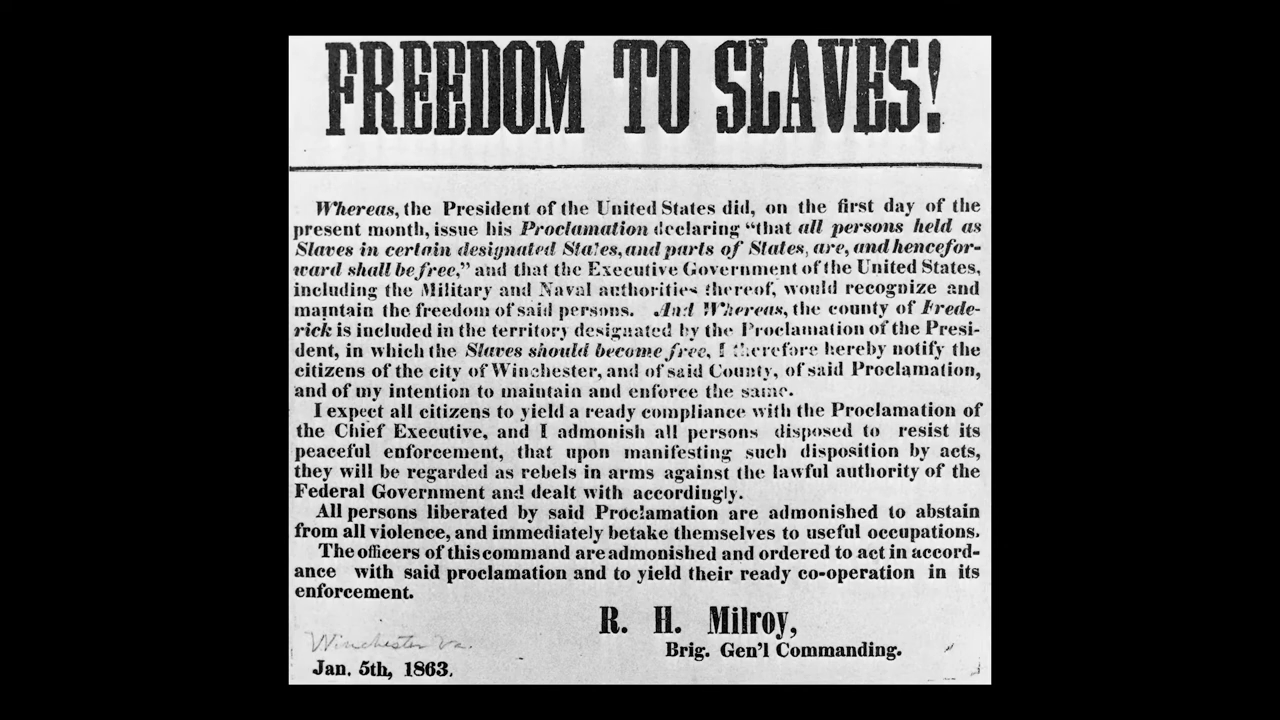 FREEDOM TO SLAVES!
Whereas, the President of the United States did, on the first day of the
present month, issue his Proclamation declaring “that all persons held as
Slaves in certain designated States, and parts of States, are, and hencefor-
ward shall be free,” and that the Executive Government of the United States,
including the Military and Naval authorities thereof, would recognize and
maintain the freedom of said persons. And Whereas, the county of Frede-
rick is included in the territory designated by the Proclamation of the Presi-
dent, in which the Slaves should become free, I therefore hereby notify the
citizens of the city of Winchester, and of said County, of said Proclamation,
and of my intention to maintain and enforce the same.
I expect all citizens to yield a ready compliance with the Proclamation of
the Chief Executive, and I admonish all persons disposed to resist its
peaceful enforcement, that upon manifesting such disposition by acts,
they will be regarded as rebels in arms against the lawful authority of the
Federal Government and dealt with accordingly.
All persons liberated by said Proclamation are admonished to abstain
from all violence, and immediately betake themselves to useful occupations.
The officers of this command are admonished and ordered to act in accord-
ance with said proclamation and to yield their ready co-operation in its
enforcement.
R. H. Milroy,
Brig. Gen'l Commanding.
Winchester Va.
Jan. 5th, 1863.